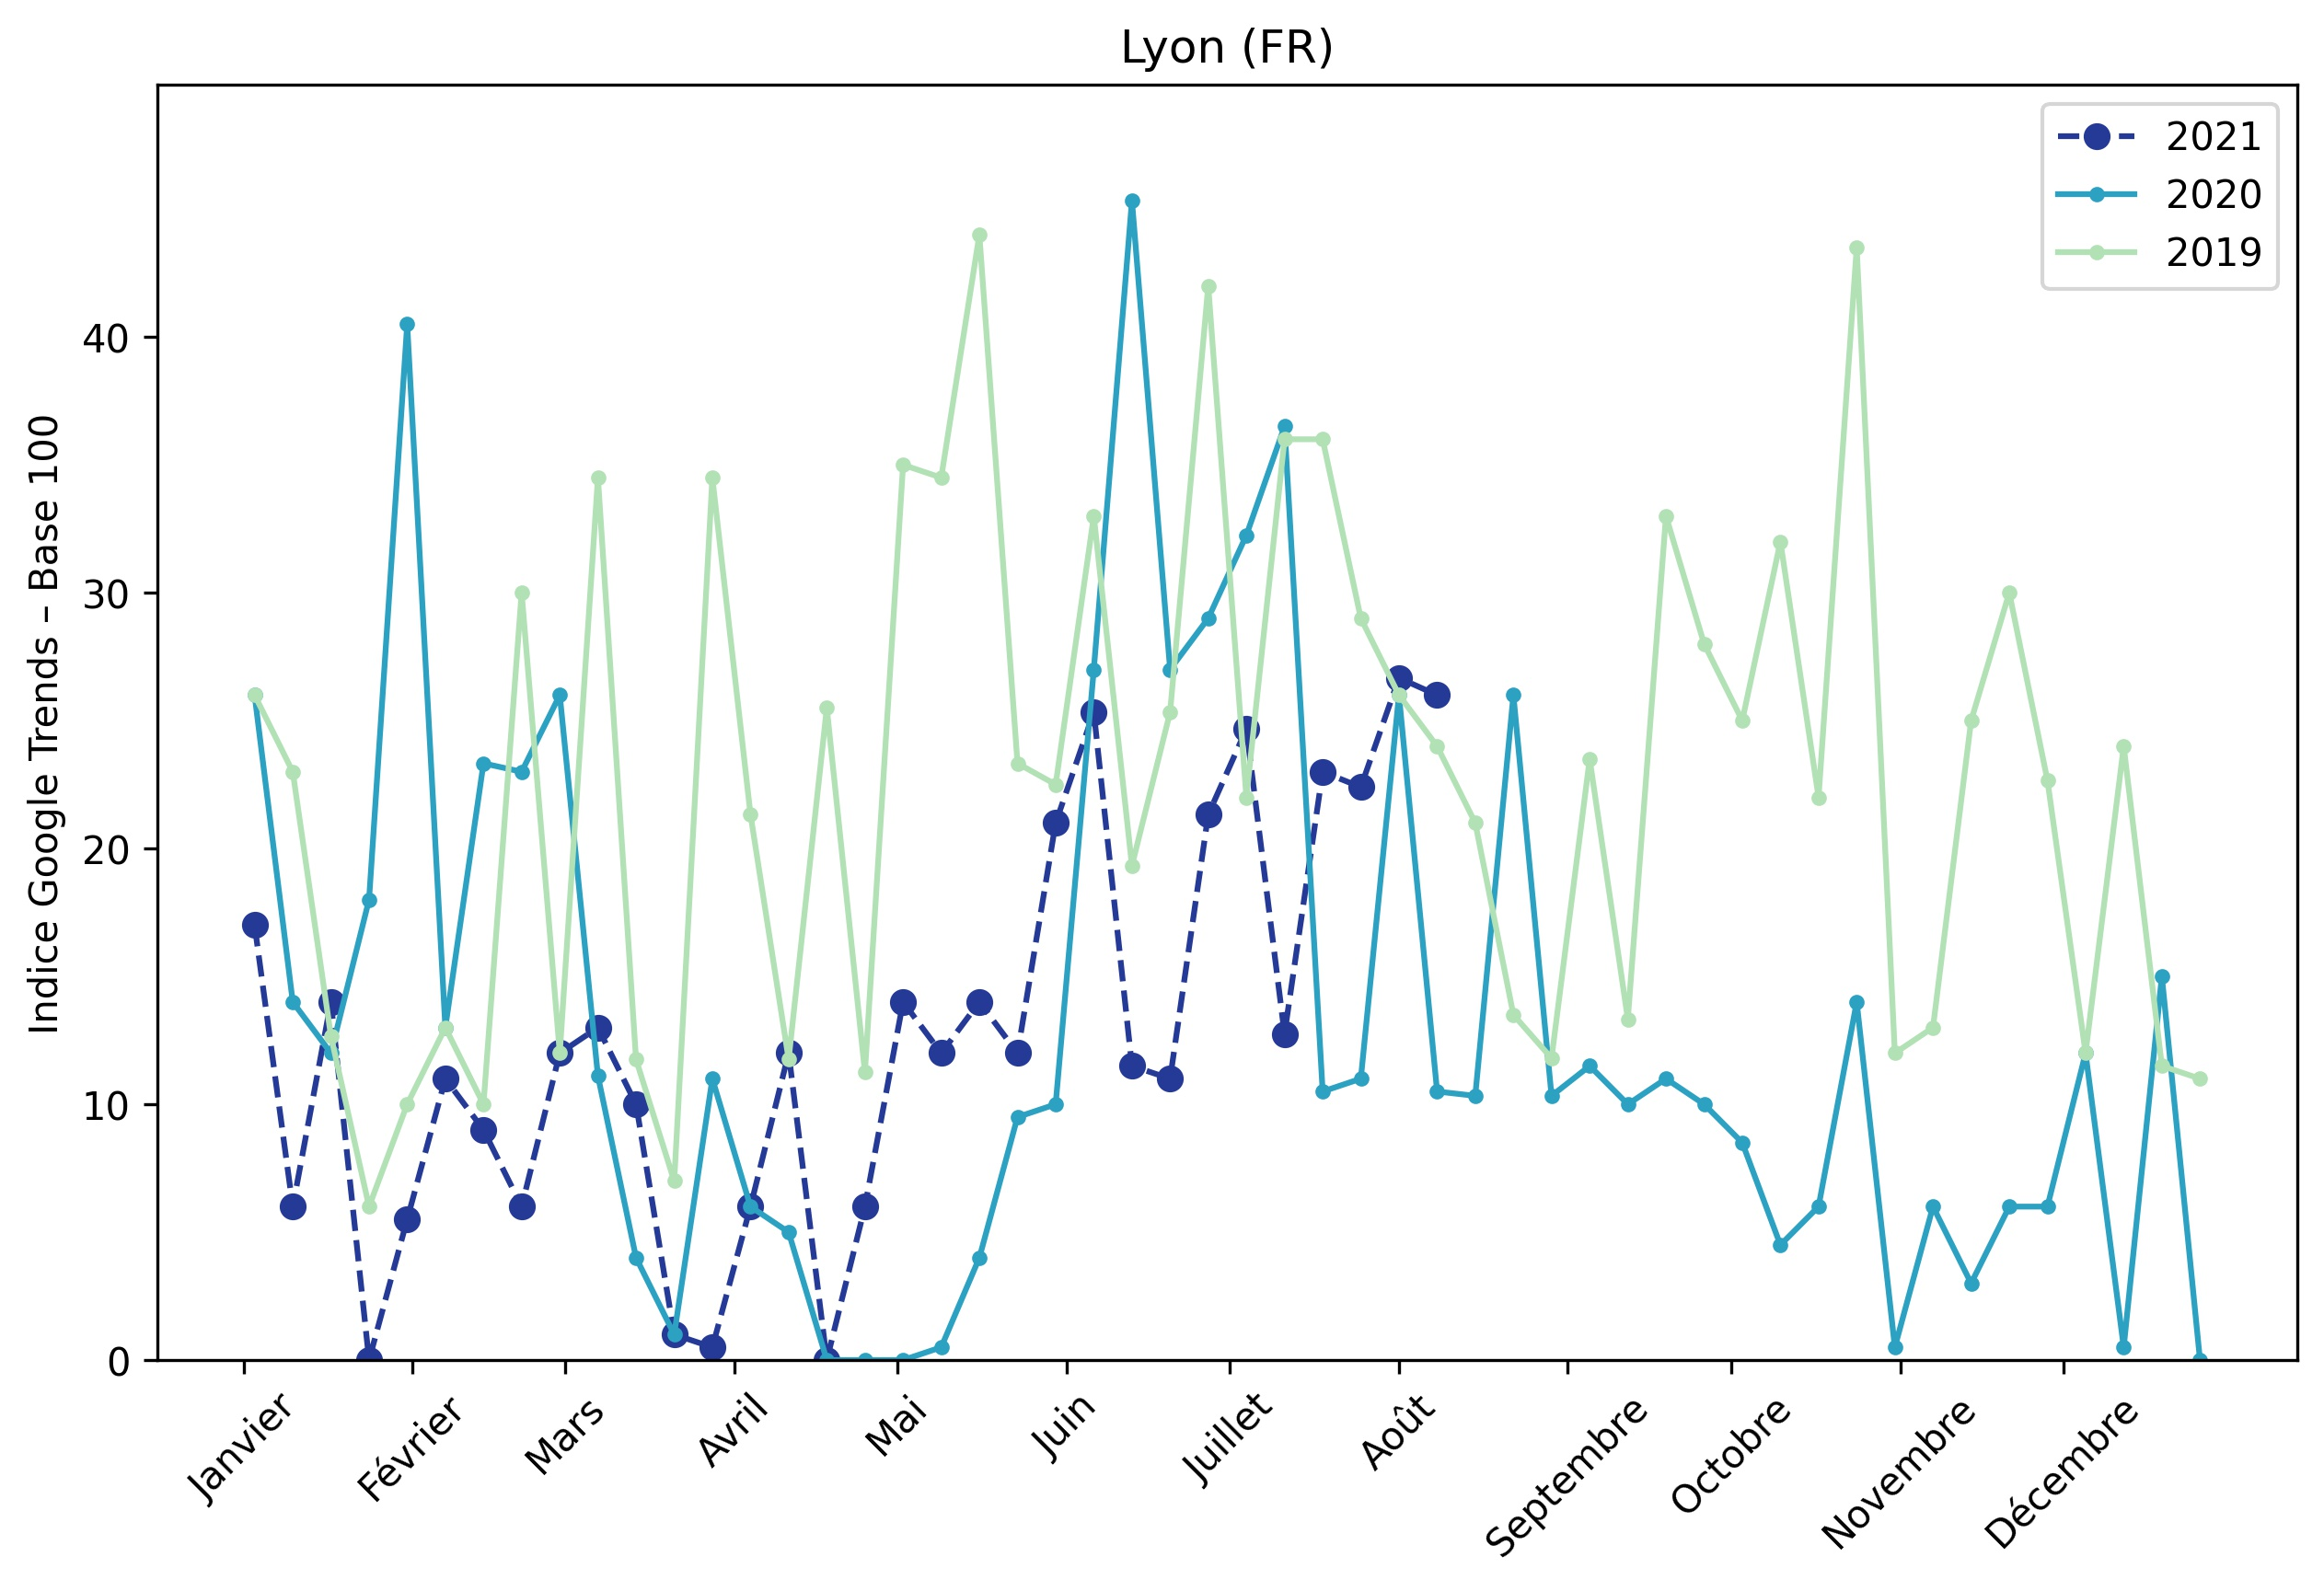 Lyon (FR)
2021
2020
2019
Indice Google Trends – Base 100
40
30
20
10
0
Janvier
Février
Mars
Avril
Mai
Juin
Juillet
Août
Septembre
Octobre
Novembre
Décembre